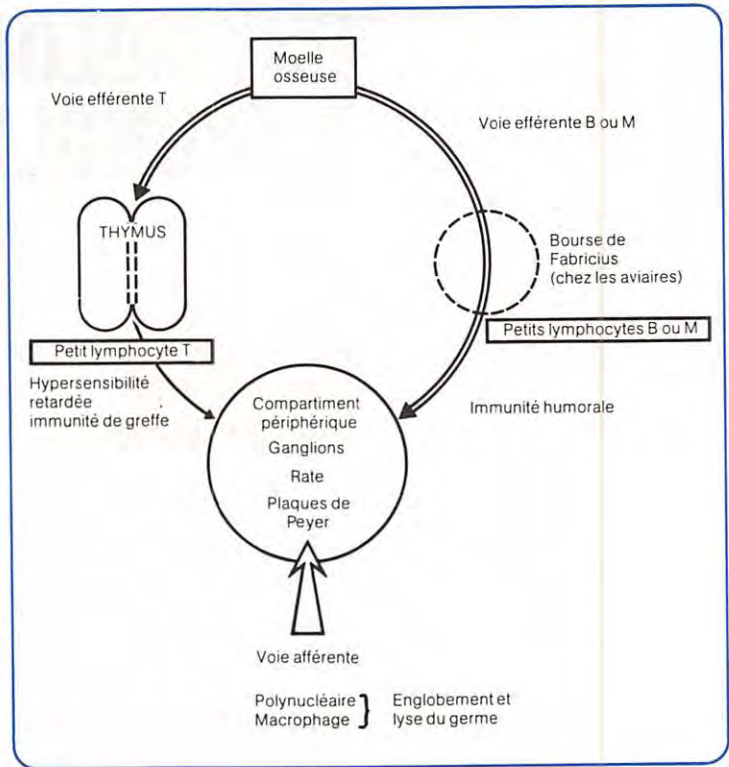 Moelle
osseuse
Voie efférente T
Voie efférente B ou M
THYMUS
Bourse de
Fabricius
(chez les aviaires)
Petits lymphocytes B ou M
Petit lymphocyte T
Hypersensibilité
retardée
immunité de greffe
Immunité humorale
Compartiment
périphérique
Ganglions
Rate
Plaques de
Peyer
Voie afférente
Polynucléaire } Englobement et
Macrophage lyse du germe